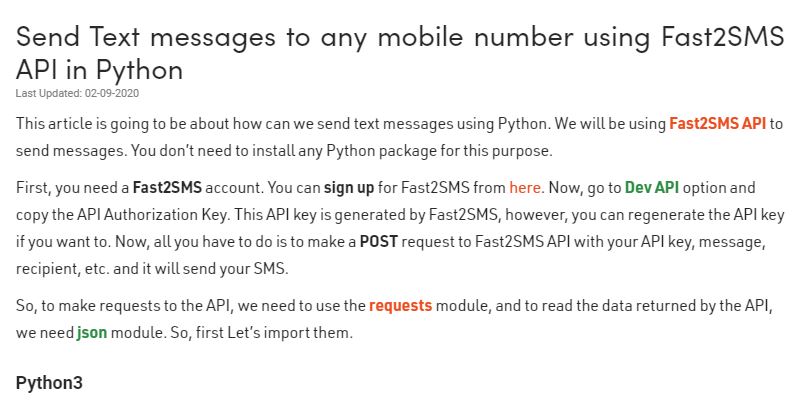 Send Text messages to any mobile number using Fast2SMS
API in Python
Last Updated: 02-09-2020
This article is going to be about how can we send text messages using Python. We will be using Fast2SMS API to
send messages. You don't need to install any Python package for this purpose.
First, you need a Fast2SMS account. You can sign up for Fast2SMS from here. Now, go to Dev API option and
copy the API Authorization Key. This API key is generated by Fast2SMS, however, you can regenerate the API key
if you want to. Now, all you have to do is to make a POST request to Fast2SMS API with your API key, message,
recipient, etc. and it will send your SMS.
So, to make requests to the API, we need to use the requests module, and to read the data returned by the API,
we need json module. So, first Let's import them.
Python3